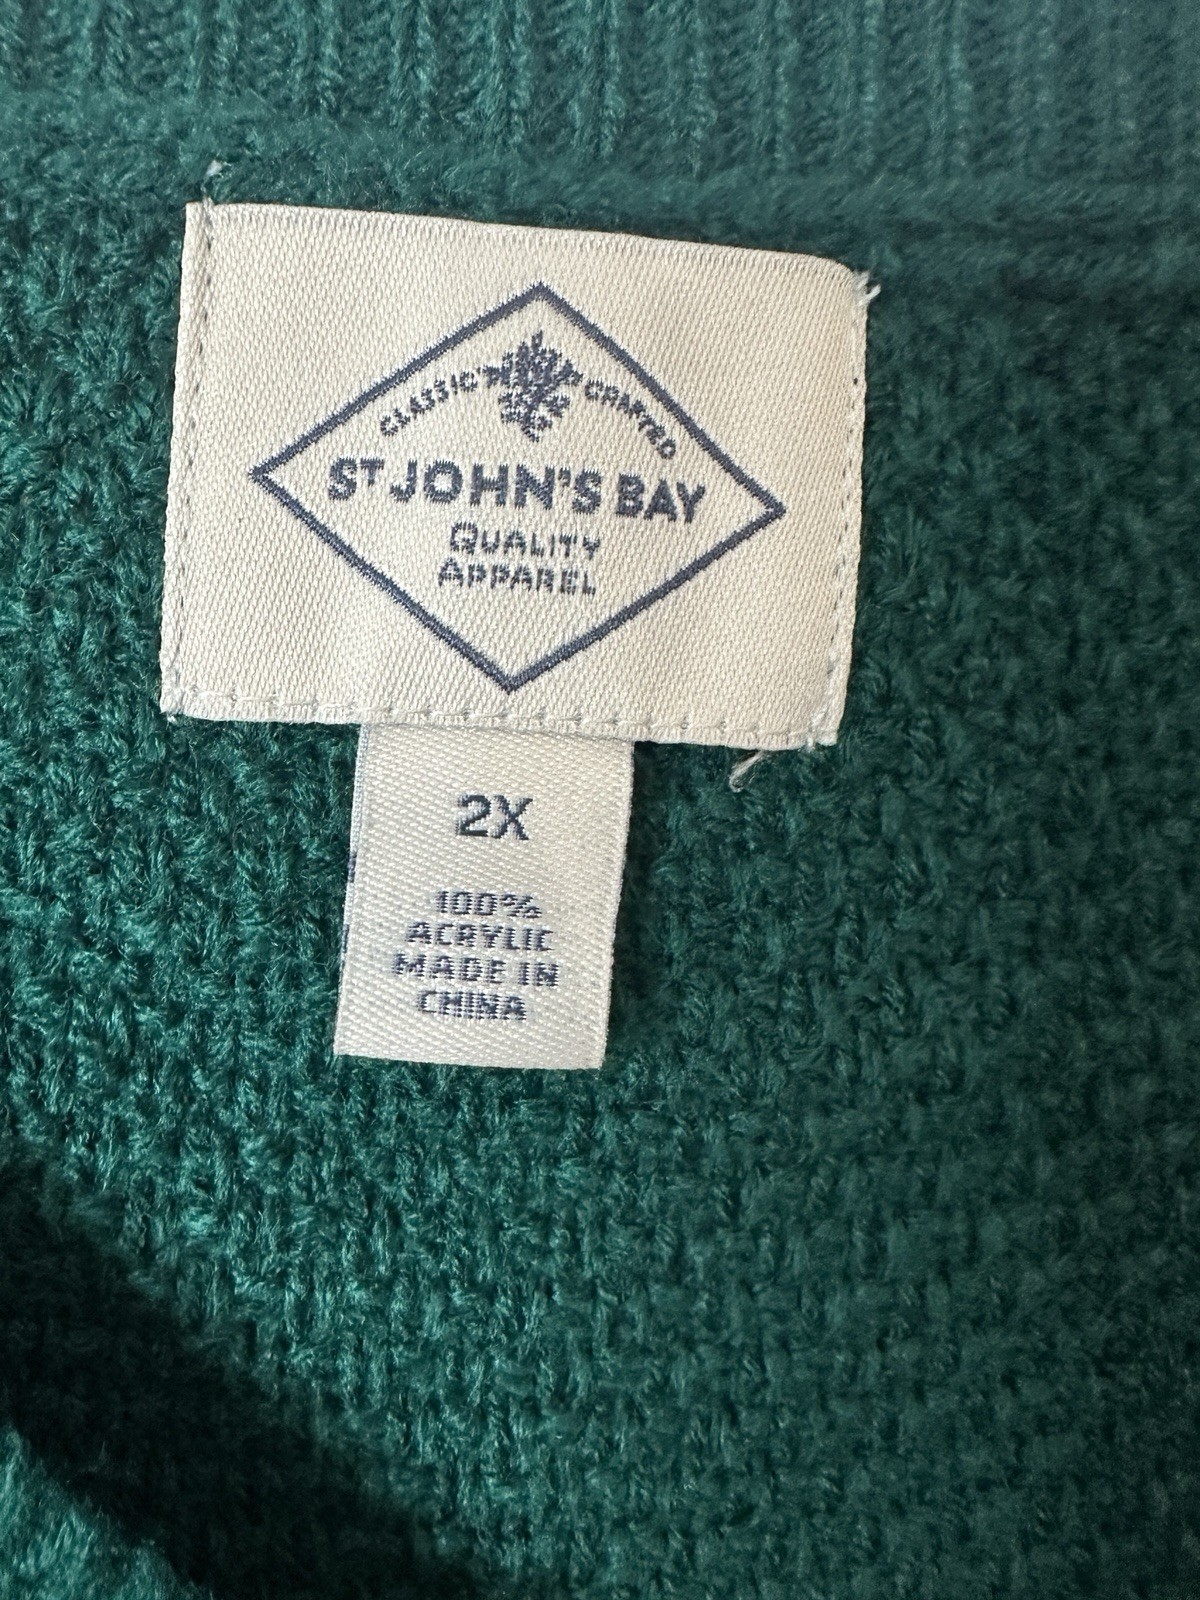 CLASSIC CRAFTED
ST JOHN'S BAY
QUALITY
APPAREL
2X
100%
ACRYLIC
MADE IN
CHINA